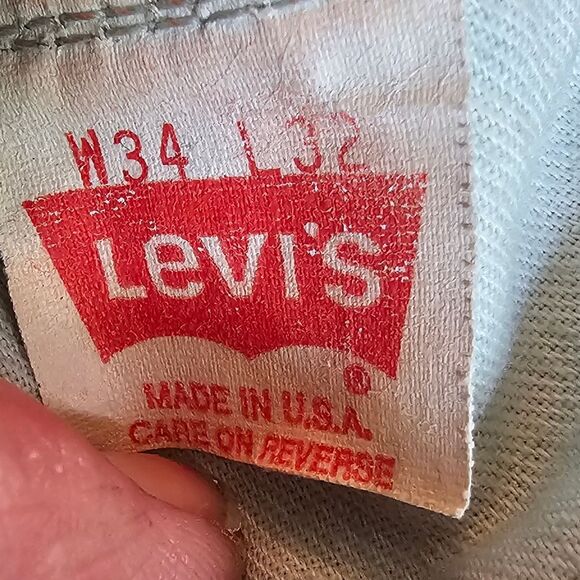 W34 L32
Levi's
®
MADE IN U.S.A.
CARE ON REVERSE